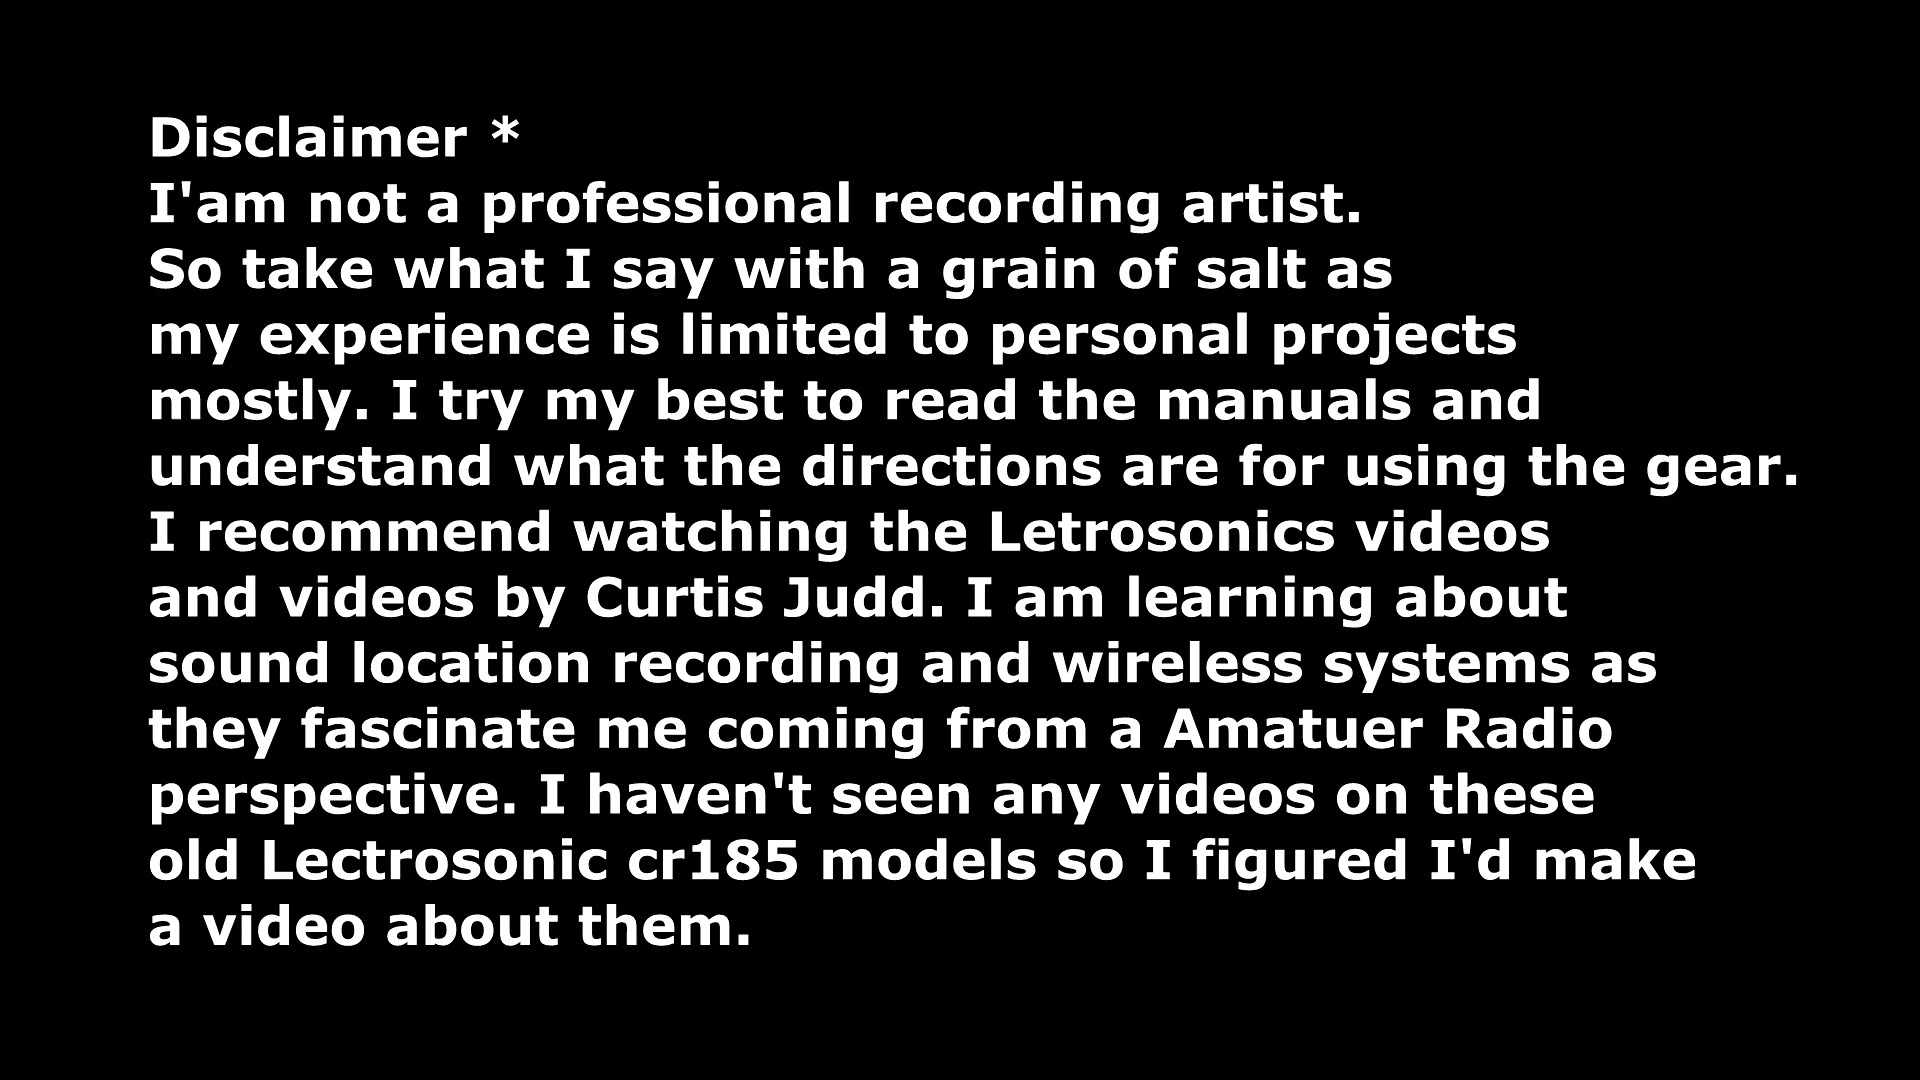 Disclaimer *
I'am not a professional recording artist.
So take what I say with a grain of salt as
my experience is limited to personal projects
mostly. I try my best to read the manuals and
understand what the directions are for using the gear.
I recommend watching the Letrosonics videos
and videos by Curtis Judd. I am learning about
sound location recording and wireless systems as
they fascinate me coming from a Amatuer Radio
perspective. I haven't seen any videos on these
old Lectrosonic cr185 models so I figured I'd make
a video about them.